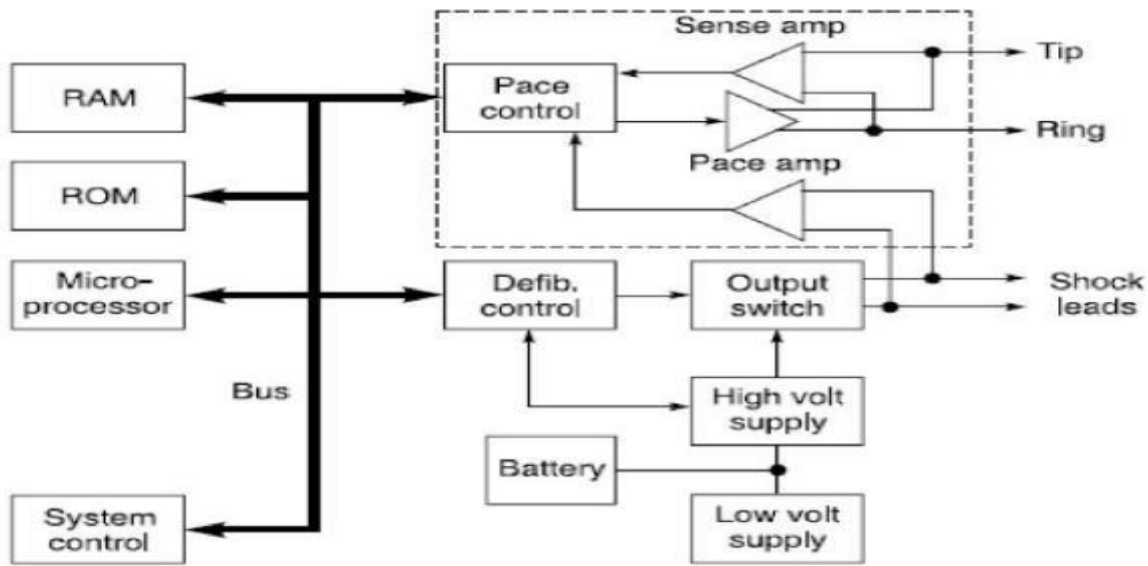 Sense amp
Tip
RAM
Pace
control
Ring
Pace amp
ROM
Micro-
processor
Defib.
control
Output
switch
Shock
leads
Bus
High volt
supply
Battery
System
control
Low volt
supply